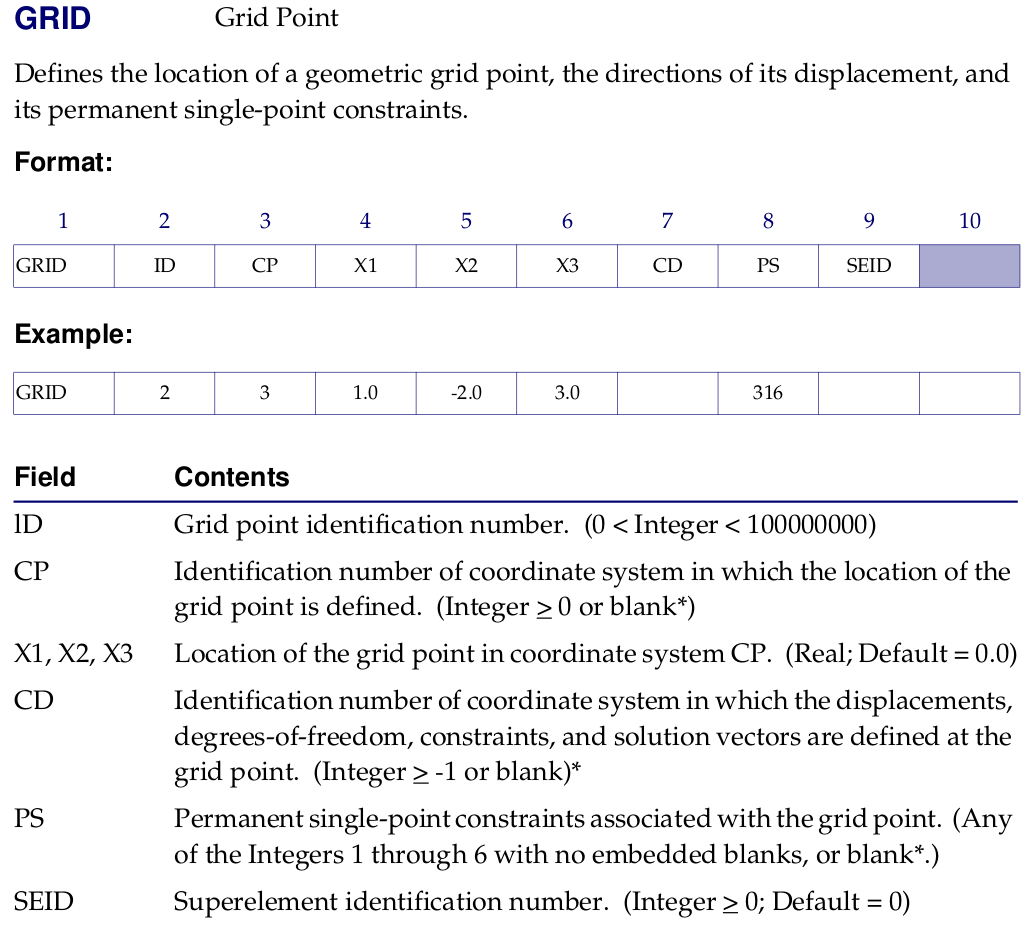 GRID Grid Point
Defines the location of a geometric grid point, the directions of its displacement, and
its permanent single-point constraints.
Format:
1 2 3 4 5 6 7 8 9 10
GRID ID CP X1 X2 X3 CD PS SEID
Example:
GRID 2 3 1.0 -2.0 3.0 316
Field Contents
lD Grid point identification number. (0 < Integer < 100000000)
CP Identification number of coordinate system in which the location of the
grid point is defined. (Integer ≥ 0 or blank*)
X1, X2, X3 Location of the grid point in coordinate system CP. (Real; Default = 0.0)
CD Identification number of coordinate system in which the displacements,
degrees-of-freedom, constraints, and solution vectors are defined at the
grid point. (Integer ≥ -1 or blank)*
PS Permanent single-point constraints associated with the grid point. (Any
of the Integers 1 through 6 with no embedded blanks, or blank*.)
SEID Superelement identification number. (Integer ≥ 0; Default = 0)